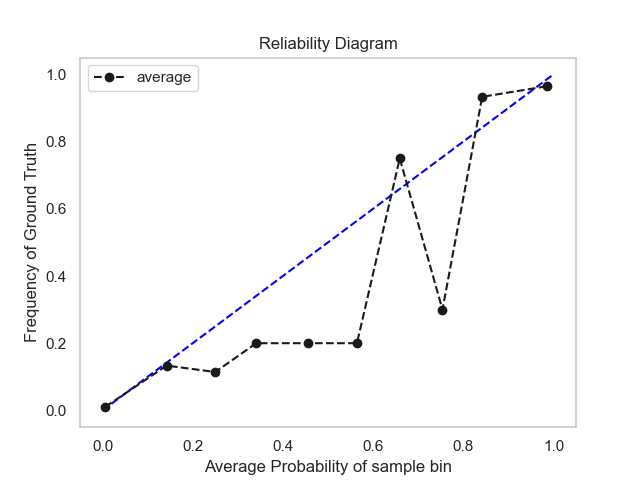 Reliability Diagram
average
Frequency of Ground Truth
1.0
0.8
0.6
0.4
0.2
0.0
0.0 0.2 0.4 0.6 0.8 1.0
Average Probability of sample bin